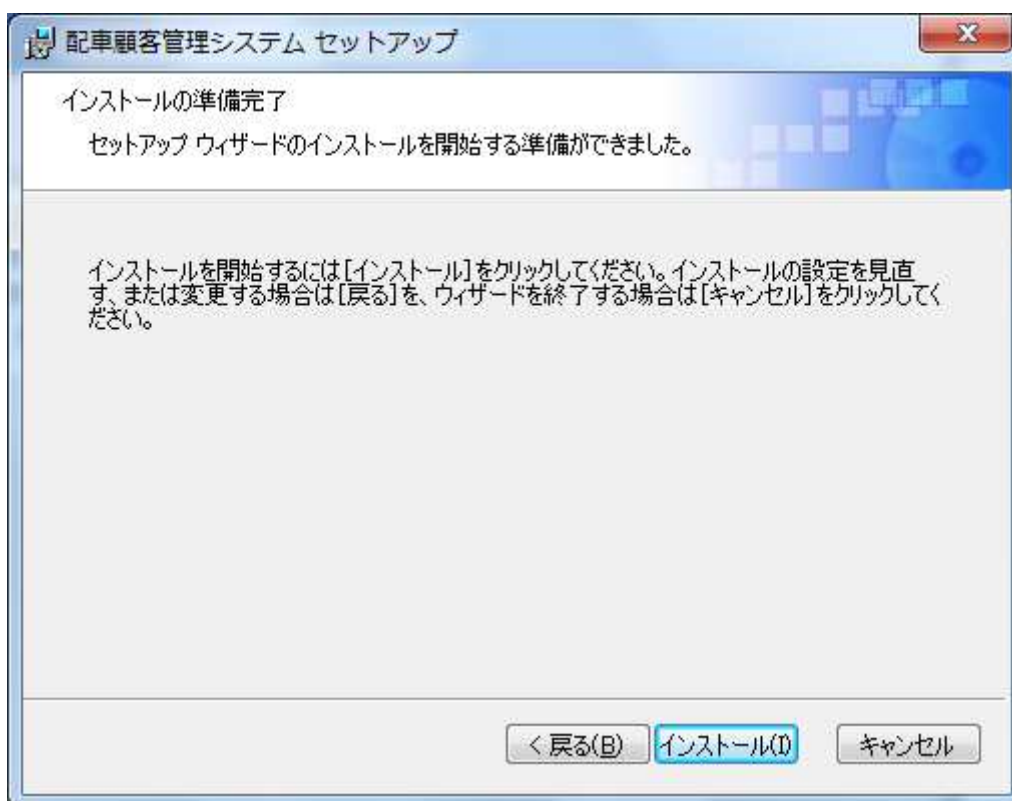 配車顧客管理システム セットアップ
インストールの準備完了
セットアップ ウィザードのインストールを開始する準備ができました。
インストールを開始するには[インストール]をクリックしてください。インストールの設定を見直
す、または変更する場合は[戻る]を、ウィザードを終了する場合は[キャンセル]をクリックしてく
ださい。
< 戻る(B) インストール(I) キャンセル